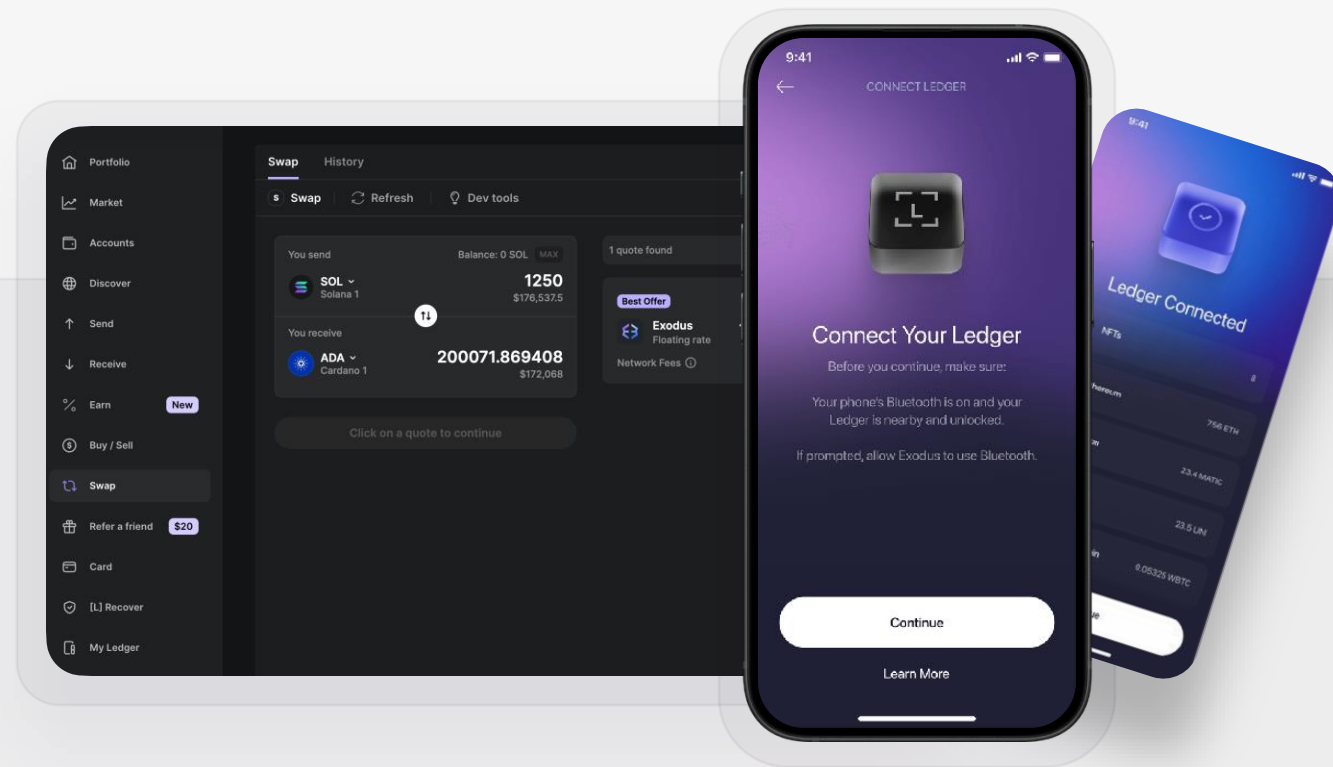 Portfolio
Market
Accounts
Discover
Send
Receive
Earn New
Buy / Sell
Swap
Refer a friend $20
Card
[L] Recover
My Ledger
Swap History
S Swap Refresh Dev tools
You send Balance: 0 SOL MAX
SOL 1250
Solana 1 $176,537.5
You receive
ADA 200071.869408
Cardano 1 $172,068
Click on a quote to continue
1 quote found
Best Offer
Exodus
Floating rate
Network Fees
9:41
CONNECT LEDGER
L
Connect Your Ledger
Before you continue, make sure:
Your phone's Bluetooth is on and your
Ledger is nearby and unlocked.
If prompted, allow Exodus to use Bluetooth.
Continue
Learn More
9:41
Ledger Connected
NFTs 8
756 ETH
23.4 MATIC
23.5 UNI